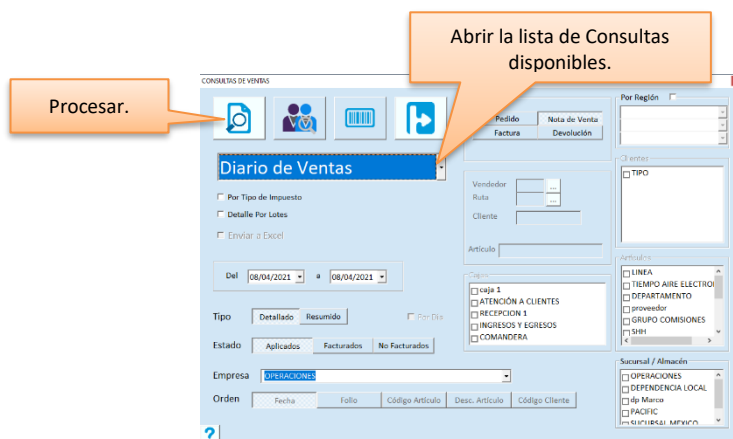 Abrir la lista de Consultas
disponibles.
Procesar.
CONSULTAS DE VENTAS
Pedido
Nota de Venta
Factura
Devolución
Por Región
Diario de Ventas
Por Tipo de Impuesto
Detalle Por Lotes
Enviar a Excel
Vendedor
...
Ruta
...
Cliente
Artículo
Clientes
TIPO
Del 08/04/2021 a 08/04/2021
Cajas
caja 1
ATENCIÓN A CLIENTES
RECEPCION 1
INGRESOS Y EGRESOS
COMANDERA
Artículos
LINEA
TIEMPO AIRE ELECTRO
DEPARTAMENTO
proveedor
GRUPO COMISIONES
SHH
Tipo Detallado Resumido Por Día
Estado Aplicados Facturados No Facturados
Empresa OPERACIONES
Orden Fecha Folio Código Artículo Desc. Artículo Código Cliente
Sucursal / Almacén
OPERACIONES
DEPENDENCIA LOCAL
dp Marco
PACIFIC
SUCURSAL MEXICO
?